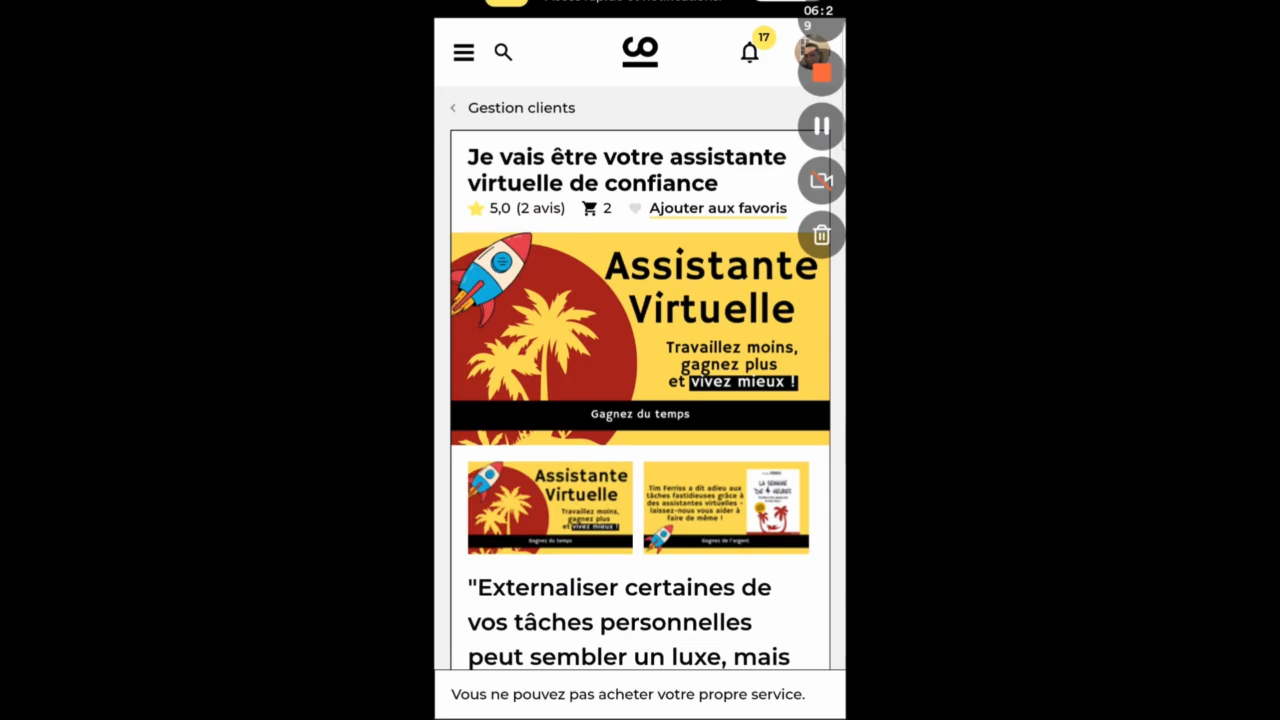 06:2
9
17
Gestion clients
Je vais être votre assistante
virtuelle de confiance
5,0 (2 avis) 2 Ajouter aux favoris
Assistante
Virtuelle
Travaillez moins,
gagnez plus
et vivez mieux !
Gagnez du temps
Assistante
Virtuelle
Travaillez moins,
gagnez plus
et vivez mieux !
Gagnez du temps
Tim Ferriss a dit adieu aux
tâches fastidieuses grâce à
des assistantes virtuelles -
laissez-nous vous aider à
faire de même !
LA SEMAINE
DE 4 HEURES
Gagnez de l'argent
"Externaliser certaines de
vos tâches personnelles
peut sembler un luxe, mais
Vous ne pouvez pas acheter votre propre service.